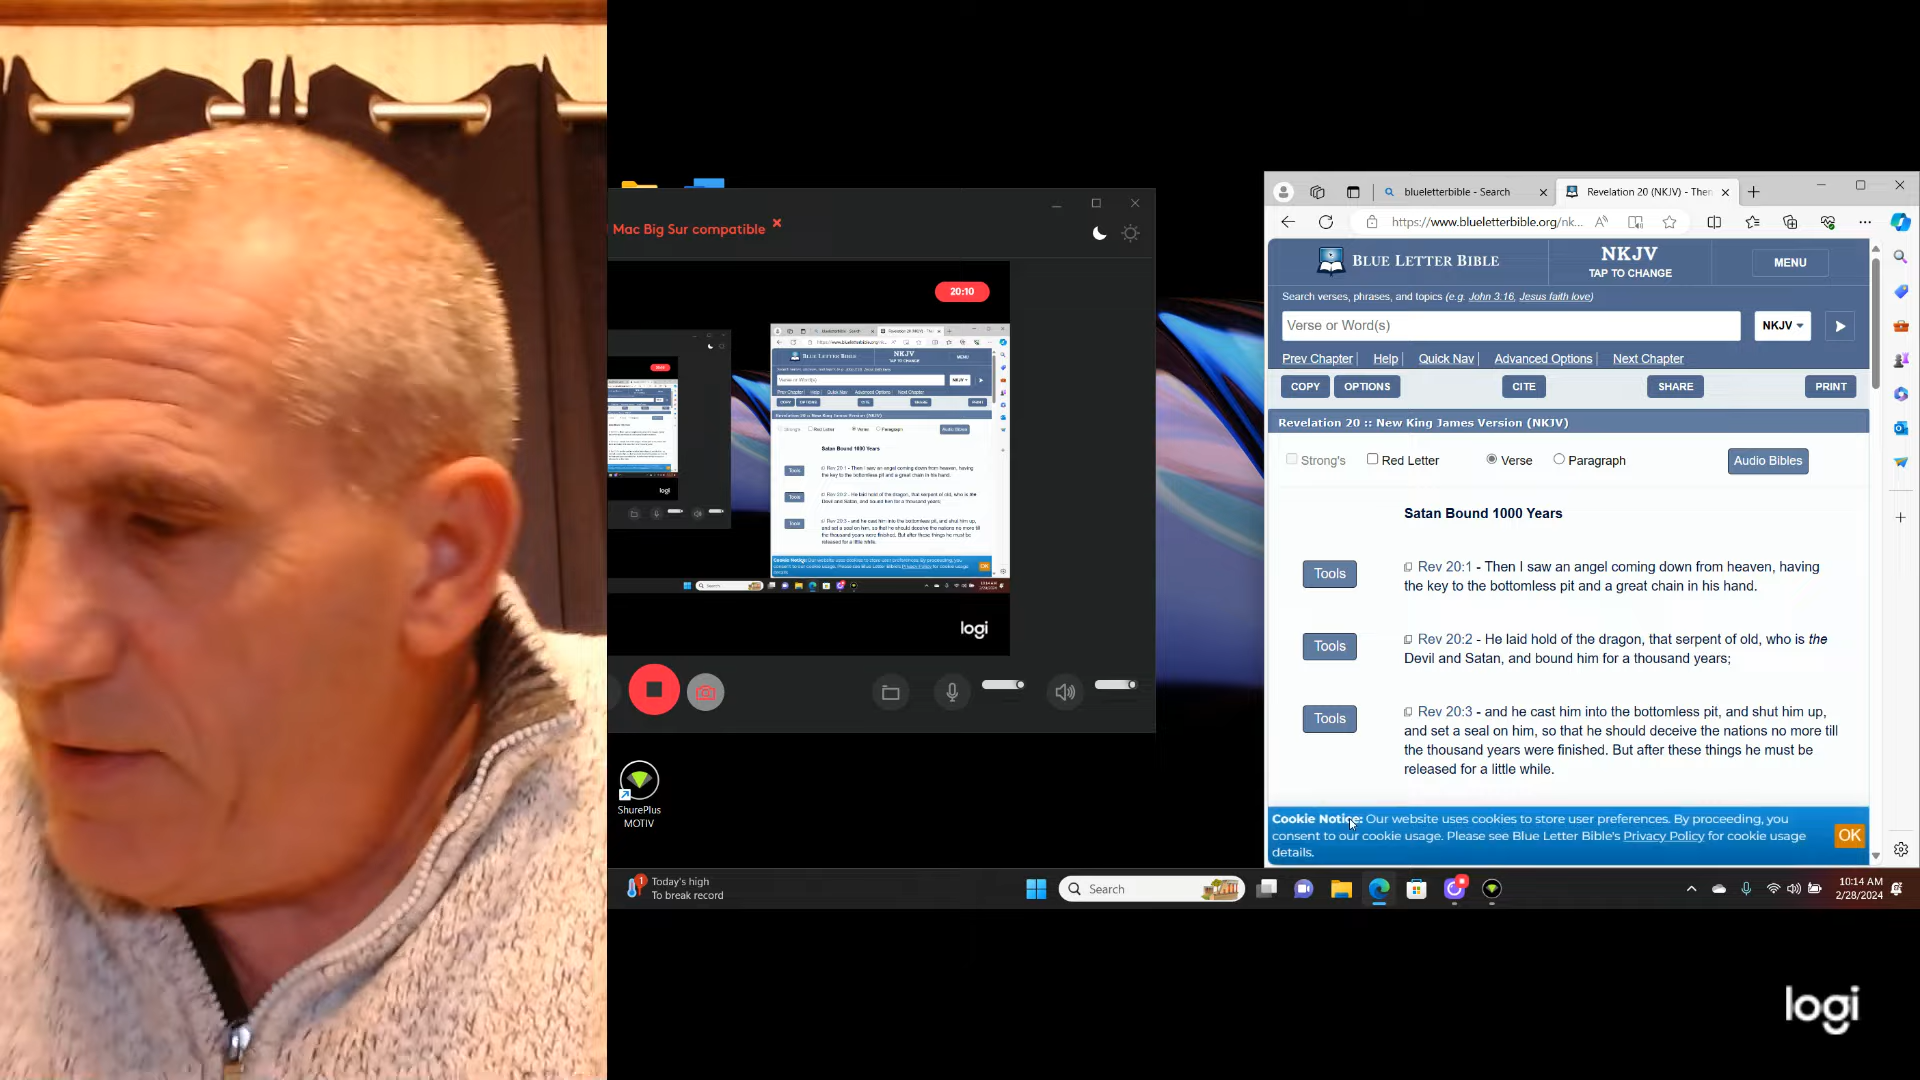 Mac Big Sur compatible
20:10
logi
ShurePlus
MOTIV
Today's high
To break record
blueletterbible - Search
Revelation 20 (NKJV) - Then
https://www.blueletterbible.org/nk...
BLUE LETTER BIBLE
NKJV
TAP TO CHANGE
MENU
Search verses, phrases, and topics (e.g. John 3.16, Jesus faith love)
Verse or Word(s)
NKJV
Prev Chapter | Help | Quick Nav | Advanced Options | Next Chapter
COPY OPTIONS CITE SHARE PRINT
Revelation 20 :: New King James Version (NKJV)
Strong's Red Letter Verse Paragraph Audio Bibles
Satan Bound 1000 Years
Tools
Rev 20:1 - Then I saw an angel coming down from heaven, having
the key to the bottomless pit and a great chain in his hand.
Tools
Rev 20:2 - He laid hold of the dragon, that serpent of old, who is the
Devil and Satan, and bound him for a thousand years;
Tools
Rev 20:3 - and he cast him into the bottomless pit, and shut him up,
and set a seal on him, so that he should deceive the nations no more till
the thousand years were finished. But after these things he must be
released for a little while.
Cookie Notice: Our website uses cookies to store user preferences. By proceeding, you
consent to our cookie usage. Please see Blue Letter Bible's Privacy Policy for cookie usage
details.
OK
Search
10:14 AM
2/28/2024
logi